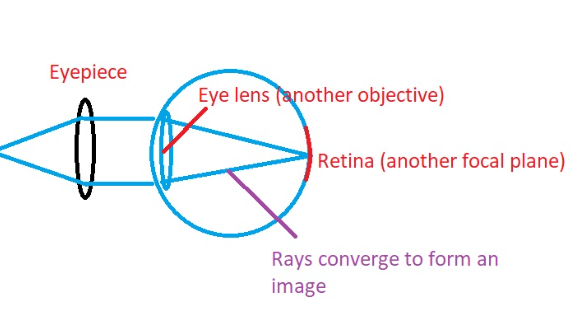 Eyepiece
Eye lens (another objective)
Retina (another focal plane)
Rays converge to form an
image